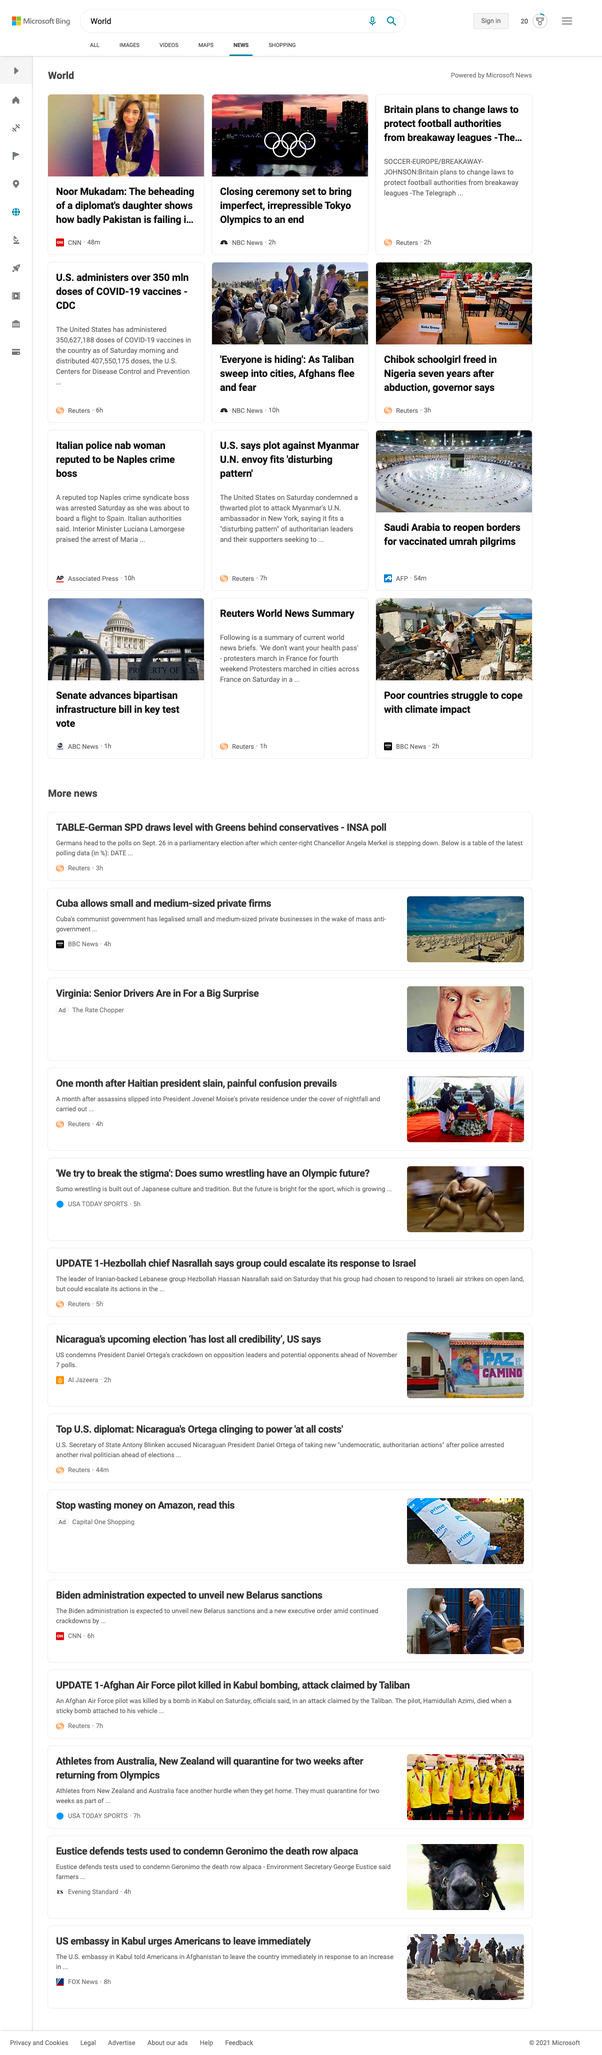 Microsoft Bing
World
Sign in
20
ALL
IMAGES
VIDEOS
MAPS
NEWS
SHOPPING
World
Powered by Microsoft News
Noor Mukadam: The beheading
of a diplomat's daughter shows
how badly Pakistan is failing i...
CNN · 48m
Closing ceremony set to bring
imperfect, irrepressible Tokyo
Olympics to an end
NBC News · 2h
Britain plans to change laws to
protect football authorities
from breakaway leagues -The...
SOCCER-EUROPE/BREAKAWAY-
JOHNSON:Britain plans to change laws to
protect football authorities from breakaway
leagues -The Telegraph ...
Reuters · 2h
U.S. administers over 350 mln
doses of COVID-19 vaccines -
CDC
The United States has administered
350,627,188 doses of COVID-19 vaccines in
the country as of Saturday morning and
distributed 407,550,175 doses, the U.S.
Centers for Disease Control and Prevention
...
Reuters · 6h
'Everyone is hiding': As Taliban
sweep into cities, Afghans flee
and fear
NBC News · 10h
Chibok schoolgirl freed in
Nigeria seven years after
abduction, governor says
Reuters · 3h
Italian police nab woman
reputed to be Naples crime
boss
A reputed top Naples crime syndicate boss
was arrested Saturday as she was about to
board a flight to Spain. Italian authorities
said. Interior Minister Luciana Lamorgese
praised the arrest of Maria ...
AP Associated Press · 10h
U.S. says plot against Myanmar
U.N. envoy fits 'disturbing
pattern'
The United States on Saturday condemned a
thwarted plot to attack Myanmar's U.N.
ambassador in New York, saying it fits a
"disturbing pattern" of authoritarian leaders
and their supporters seeking to ...
Reuters · 7h
Saudi Arabia to reopen borders
for vaccinated umrah pilgrims
AFP · 54m
Senate advances bipartisan
infrastructure bill in key test
vote
ABC News · 1h
Reuters World News Summary
Following is a summary of current world
news briefs. 'We don't want your health pass'
- protesters march in France for fourth
weekend Protesters marched in cities across
France on Saturday in a ...
Reuters · 1h
Poor countries struggle to cope
with climate impact
BBC News · 2h
More news
TABLE-German SPD draws level with Greens behind conservatives - INSA poll
Germans head to the polls on Sept. 26 in a parliamentary election after which center-right Chancellor Angela Merkel is stepping down. Below is a table of the latest
polling data (in %): DATE ...
Reuters · 3h
Cuba allows small and medium-sized private firms
Cuba's communist government has legalised small and medium-sized private businesses in the wake of mass anti-
government ...
BBC News · 4h
Virginia: Senior Drivers Are in For a Big Surprise
Ad The Rate Chopper
One month after Haitian president slain, painful confusion prevails
A month after assassins slipped into President Jovenel Moise's private residence under the cover of nightfall and
carried out ...
Reuters · 4h
'We try to break the stigma': Does sumo wrestling have an Olympic future?
Sumo wrestling is built out of Japanese culture and tradition. But the future is bright for the sport, which is growing ...
USA TODAY SPORTS · 5h
UPDATE 1-Hezbollah chief Nasrallah says group could escalate its response to Israel
The leader of Iranian-backed Lebanese group Hezbollah Hassan Nasrallah said on Saturday that his group had chosen to respond to Israeli air strikes on open land,
but could escalate its actions in the ...
Reuters · 5h
Nicaragua's upcoming election 'has lost all credibility', US says
US condemns President Daniel Ortega's crackdown on opposition leaders and potential opponents ahead of November
7 polls.
Al Jazeera · 2h
PAZ
CAMINO
Top U.S. diplomat: Nicaragua's Ortega clinging to power 'at all costs'
U.S. Secretary of State Antony Blinken accused Nicaraguan President Daniel Ortega of taking new "undemocratic, authoritarian actions" after police arrested
another rival politician ahead of elections ...
Reuters · 44m
Stop wasting money on Amazon, read this
Ad Capital One Shopping
prime
prime
Biden administration expected to unveil new Belarus sanctions
The Biden administration is expected to unveil new Belarus sanctions and a new executive order amid continued
crackdowns by ...
CNN · 6h
UPDATE 1-Afghan Air Force pilot killed in Kabul bombing, attack claimed by Taliban
An Afghan Air Force pilot was killed by a bomb in Kabul on Saturday, officials said, in an attack claimed by the Taliban. The pilot, Hamidullah Azimi, died when a
sticky bomb attached to his vehicle ...
Reuters · 7h
Athletes from Australia, New Zealand will quarantine for two weeks after
returning from Olympics
Athletes from New Zealand and Australia face another hurdle when they get home. They must quarantine for two
weeks as part of ...
USA TODAY SPORTS · 7h
Eustice defends tests used to condemn Geronimo the death row alpaca
Eustice defends tests used to condemn Geronimo the death row alpaca - Environment Secretary George Eustice said
farmers ...
ES Evening Standard · 4h
US embassy in Kabul urges Americans to leave immediately
The U.S. embassy in Kabul told Americans in Afghanistan to leave the country immediately in response to an increase
in ...
FOX News · 8h
Privacy and Cookies
Legal
Advertise
About our ads
Help
Feedback
© 2021 Microsoft